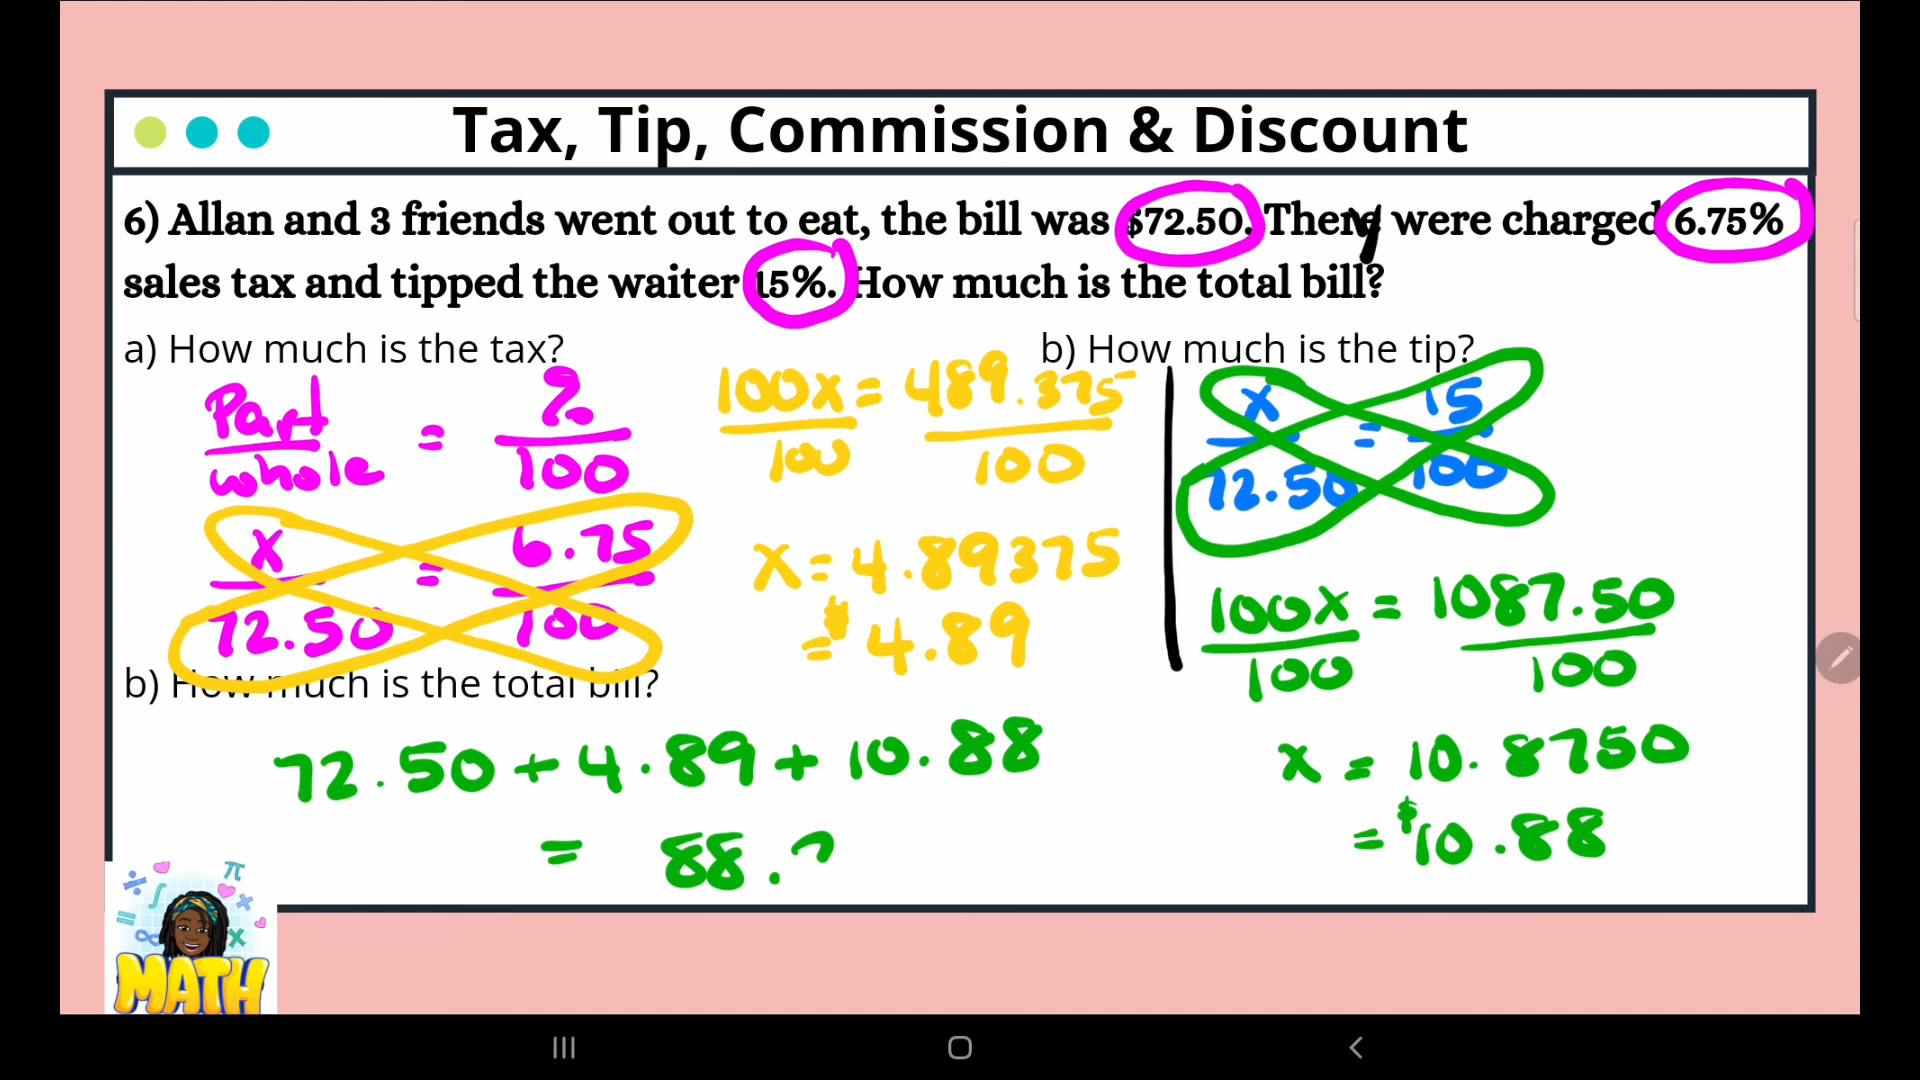 Tax, Tip, Commission & Discount
6) Allan and 3 friends went out to eat, the bill was $72.50. They were charged 6.75%
sales tax and tipped the waiter 15%. How much is the total bill?
a) How much is the tax?
Part/whole = ?/100
x/72.50 = 6.75/100
100x/100 = 489.375/100
x = 4.89375
= $4.89
b) How much is the tip?
x/72.50 = 15/100
100x/100 = 1087.50/100
x = 10.8750
= $10.88
b) How much is the total bill?
72.50 + 4.89 + 10.88
= 88.
MATH